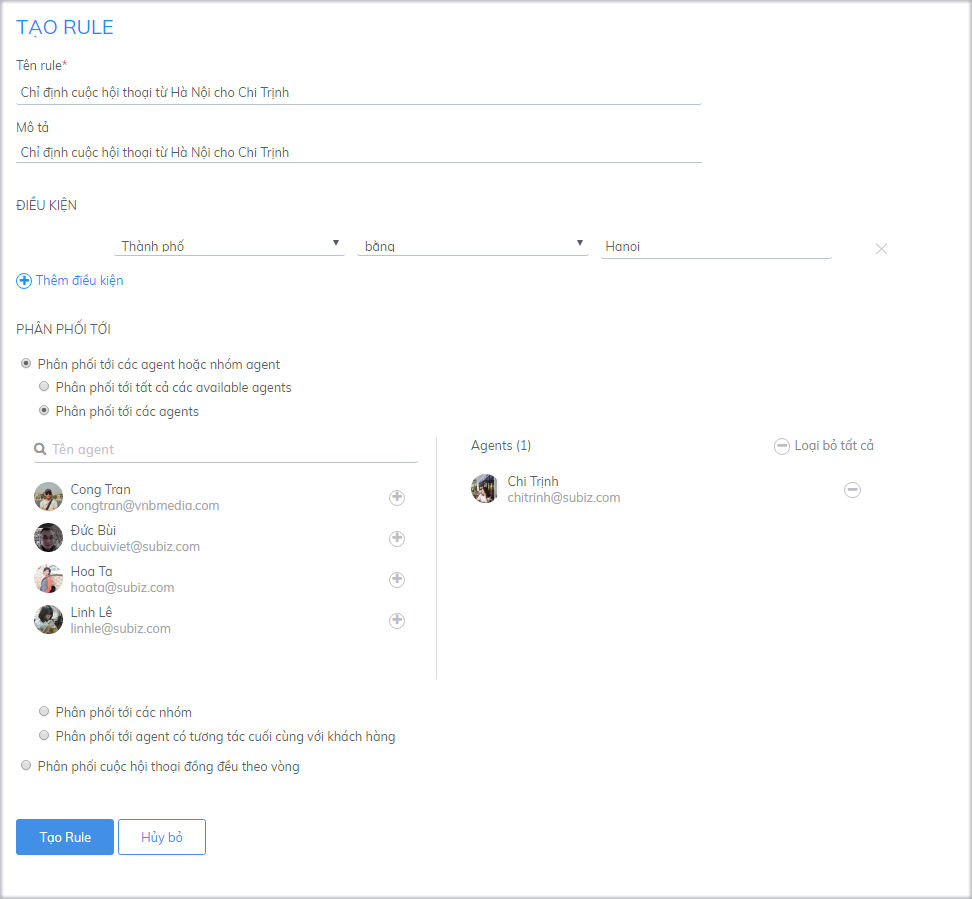 TẠO RULE
Tên rule*
Chỉ định cuộc hội thoại từ Hà Nội cho Chi Trịnh
Mô tả
Chỉ định cuộc hội thoại từ Hà Nội cho Chi Trịnh
ĐIỀU KIỆN
Thành phố bằng Hanoi
Thêm điều kiện
PHÂN PHỐI TỚI
Phân phối tới các agent hoặc nhóm agent
Phân phối tới tất cả các available agents
Phân phối tới các agents
Tên agent
Cong Tran
congtran@vnbmedia.com
Đức Bùi
ducbuiviet@subiz.com
Hoa Ta
hoata@subiz.com
Linh Lê
linhle@subiz.com
Agents (1) Loại bỏ tất cả
Chi Trịnh
chitrinh@subiz.com
Phân phối tới các nhóm
Phân phối tới agent có tương tác cuối cùng với khách hàng
Phân phối cuộc hội thoại đồng đều theo vòng
Tạo Rule Hủy bỏ